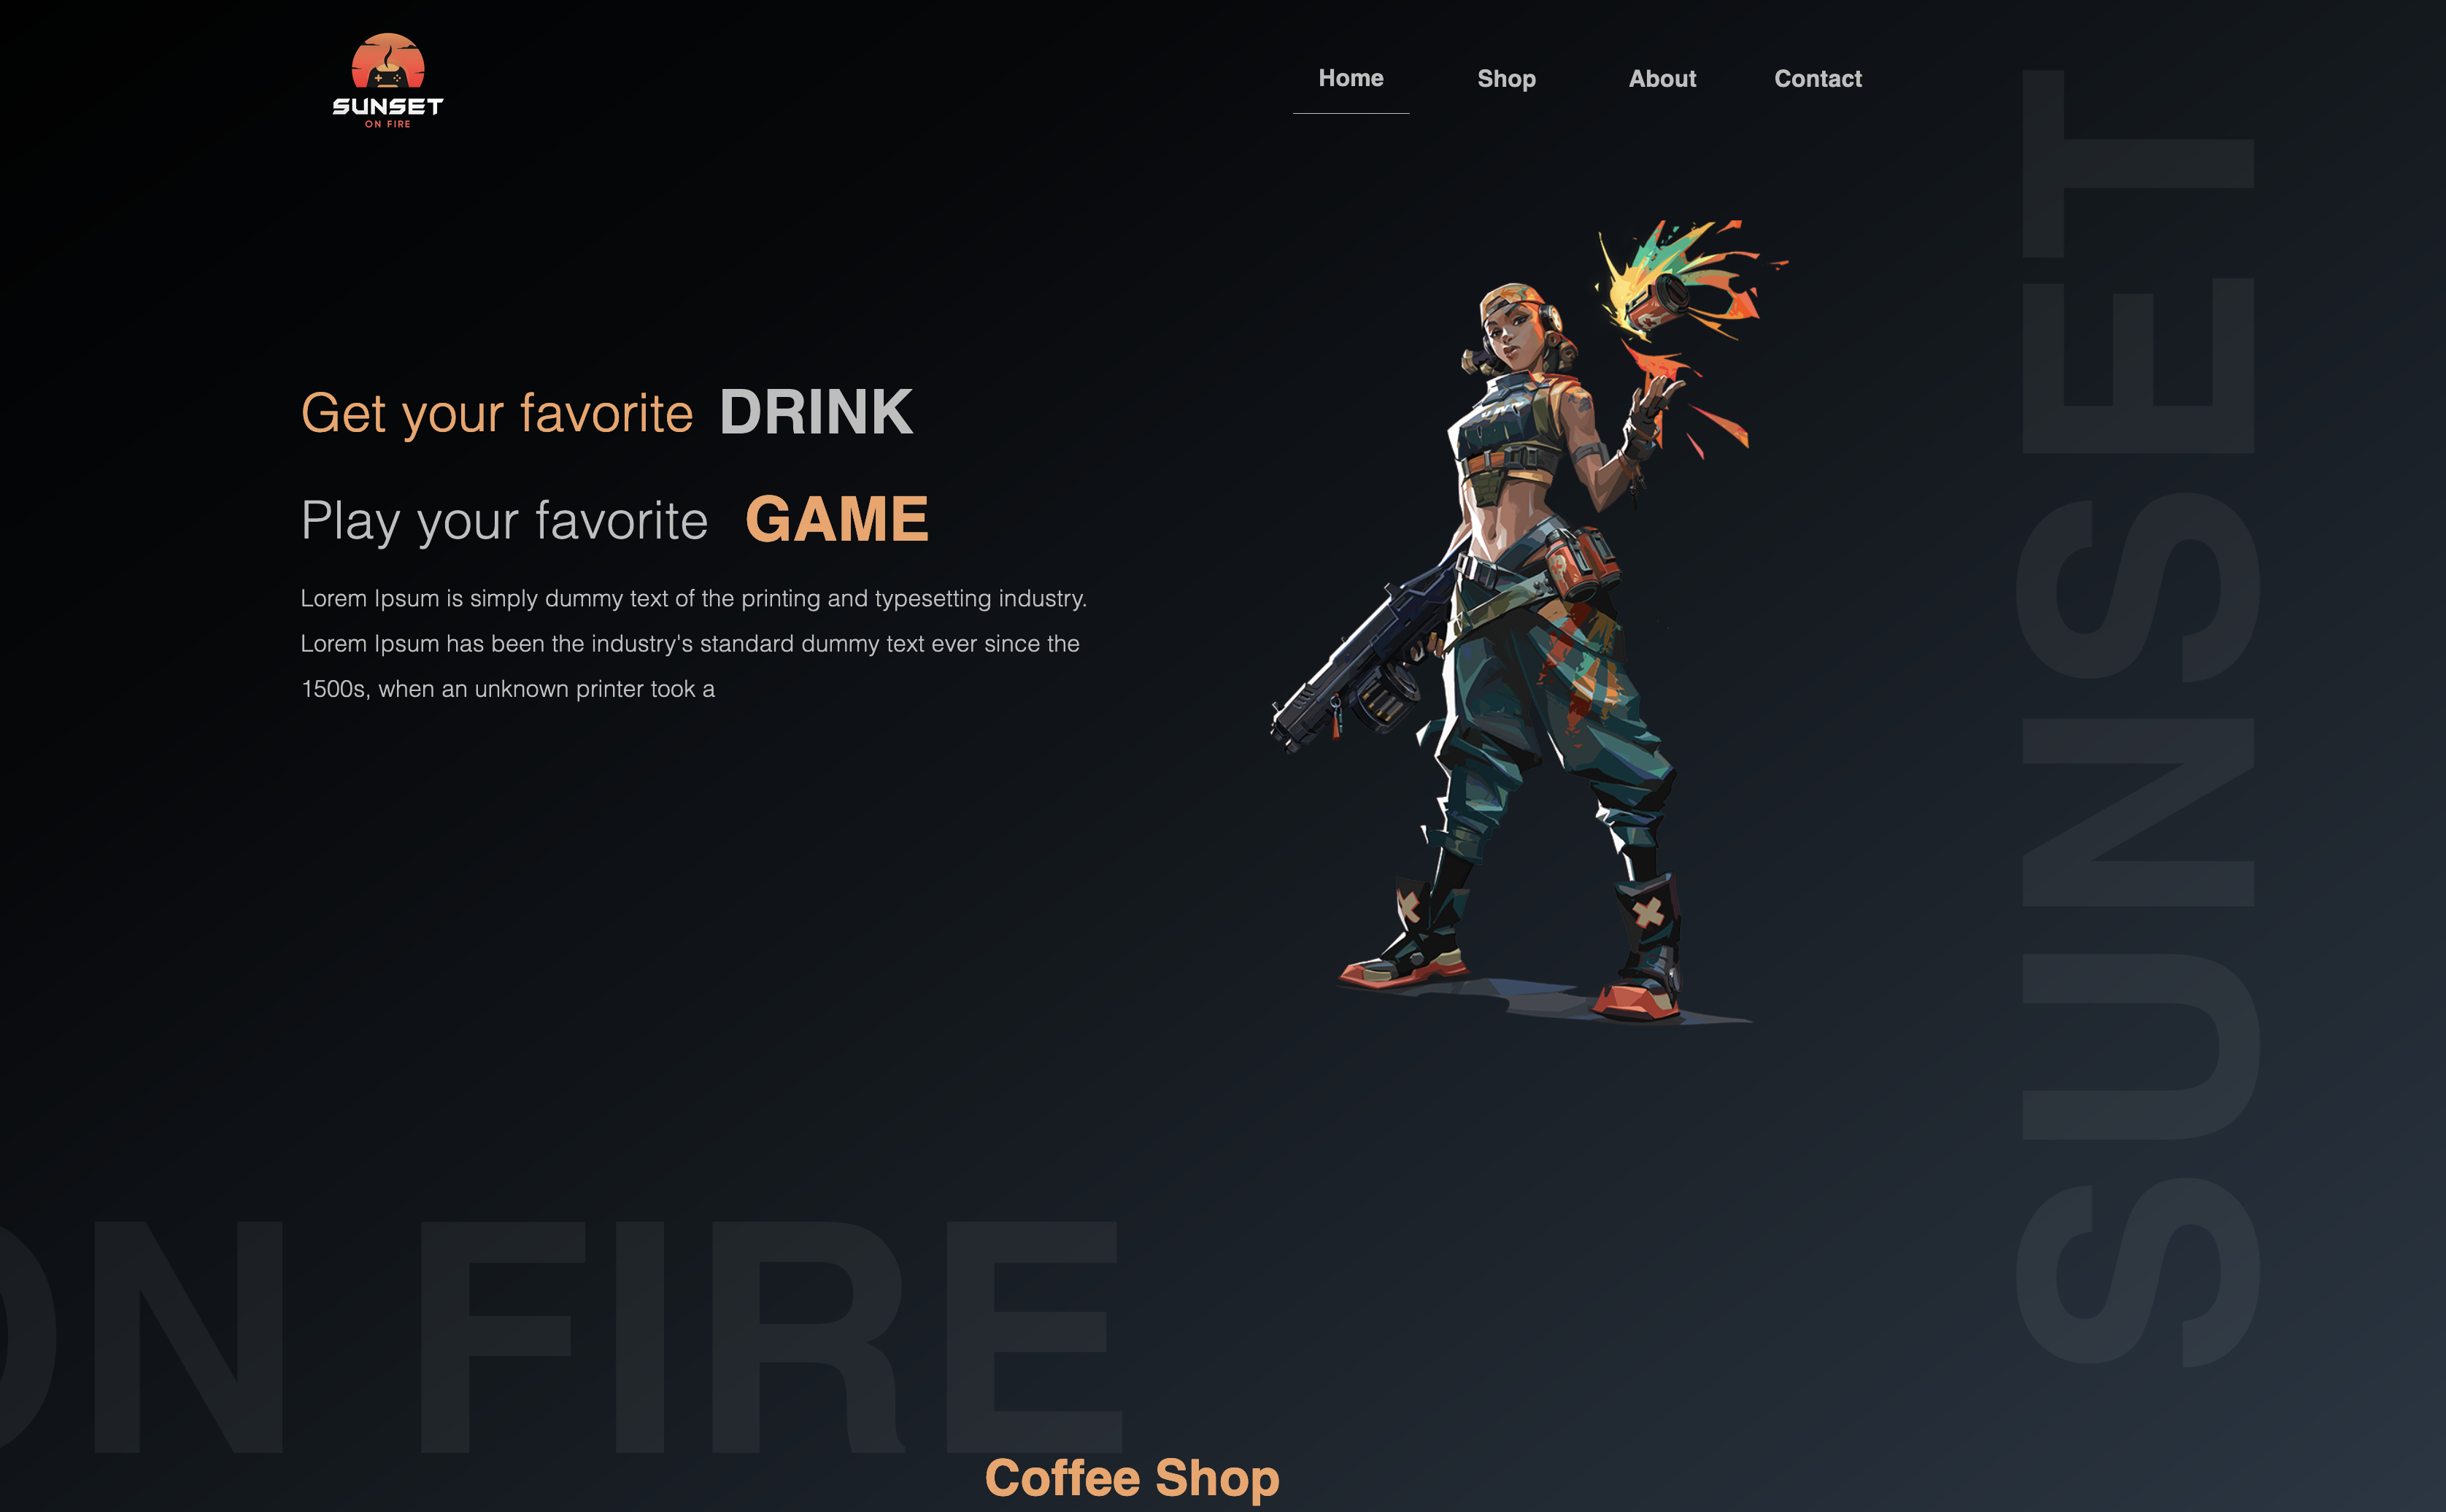 SUNSET
ON FIRE
Home
Shop
About
Contact
Get your favorite DRINK
Play your favorite GAME
Lorem Ipsum is simply dummy text of the printing and typesetting industry.
Lorem Ipsum has been the industry's standard dummy text ever since the
1500s, when an unknown printer took a
SUNSET
ON FIRE
Coffee Shop